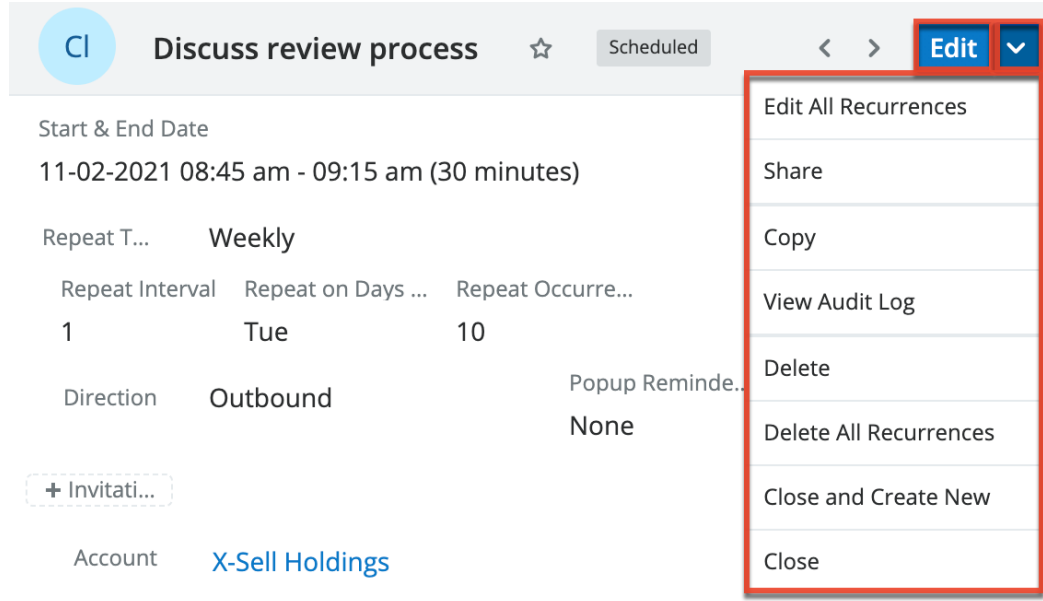 Cl Discuss review process Scheduled Edit
Edit All Recurrences
Start & End Date
11-02-2021 08:45 am - 09:15 am (30 minutes)
Share
Repeat T... Weekly
Copy
Repeat Interval Repeat on Days ... Repeat Occurre...
View Audit Log
1 Tue 10
Delete
Popup Reminde..
Direction Outbound
None
Delete All Recurrences
+ Invitati...
Close and Create New
Account X-Sell Holdings
Close